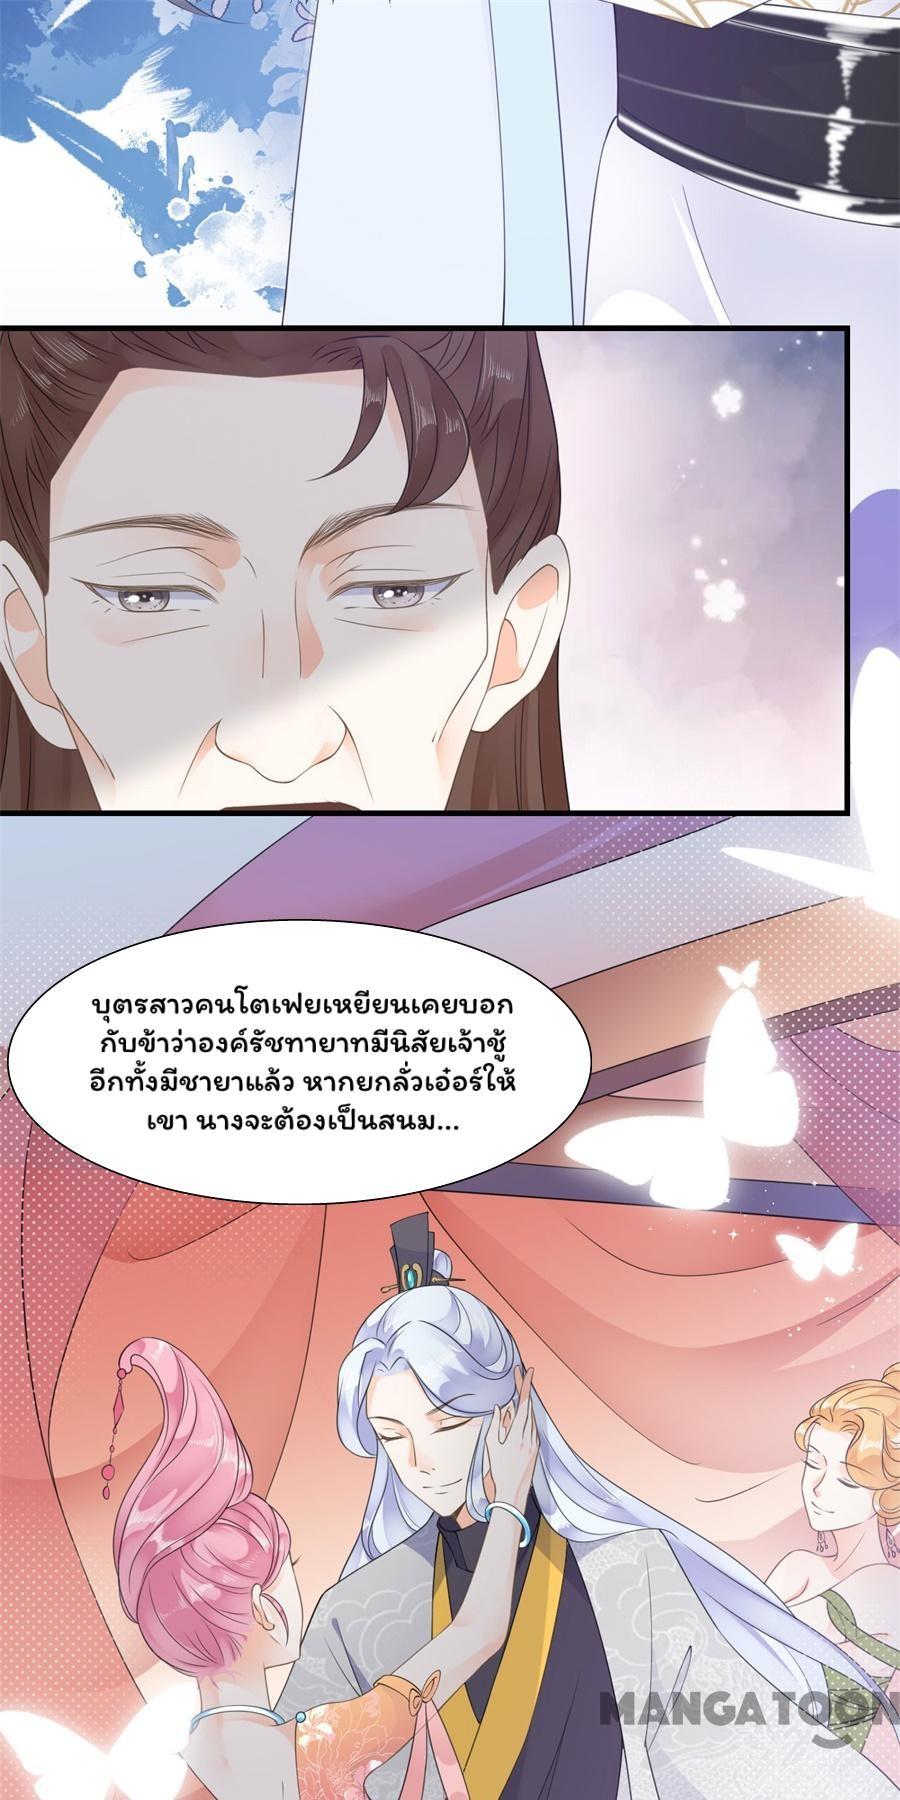 บุตรสาวคนโตเฟยเหยียนเคยบอก
กับข้าว่าองค์รัชทายาทมีนิสัยเจ้าชู้
อีกทั้งมีชายาแล้ว หากยกลั่วเอ๋อร์ให้
เขา นางจะต้องเป็นสนม...
MANGATOON